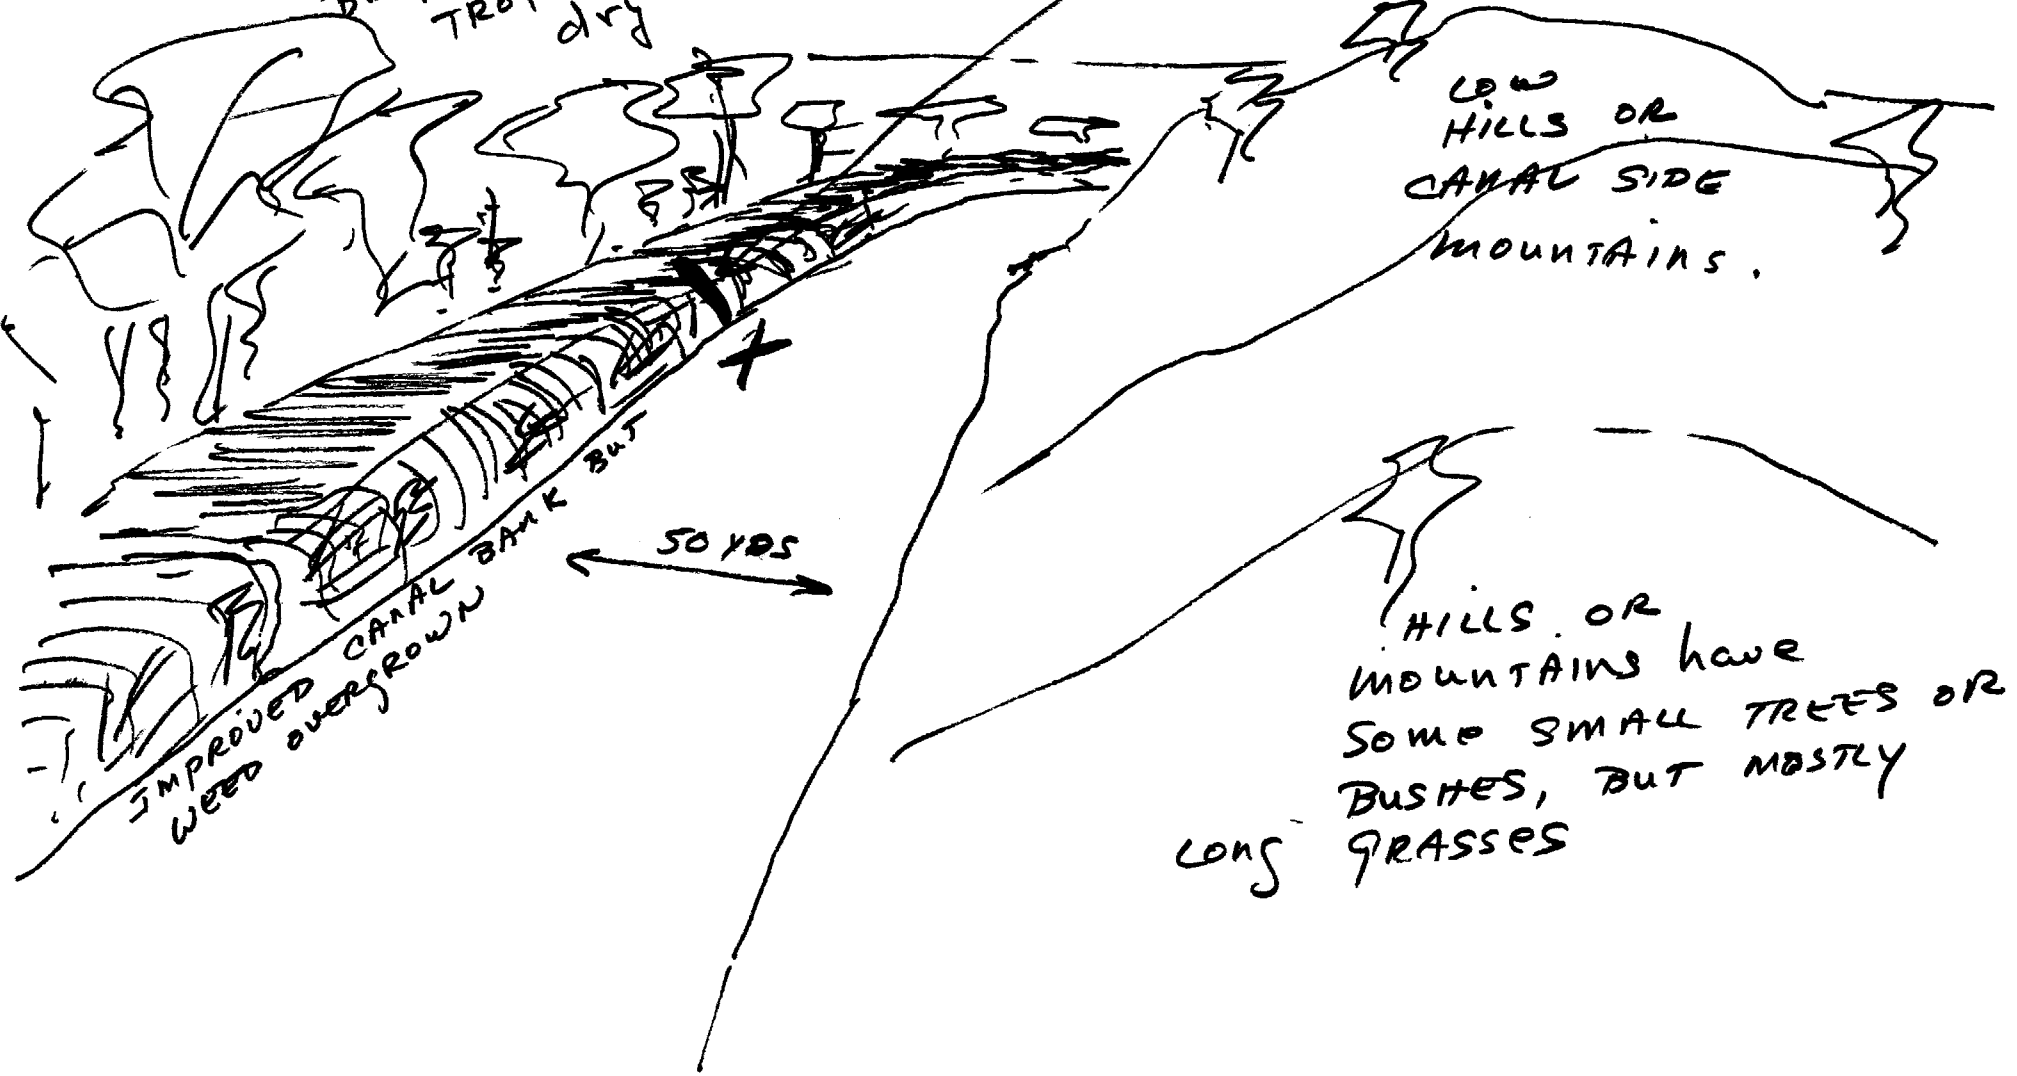 TROP
dry
LOW
HILLS OR
CANAL SIDE
MOUNTAINS.
IMPROVED CANAL BANK BUT
WEED OVERGROWN
50 YDS
HILLS OR
MOUNTAINS have
SOME SMALL TREES OR
BUSHES, BUT MOSTLY
LONG GRASSES